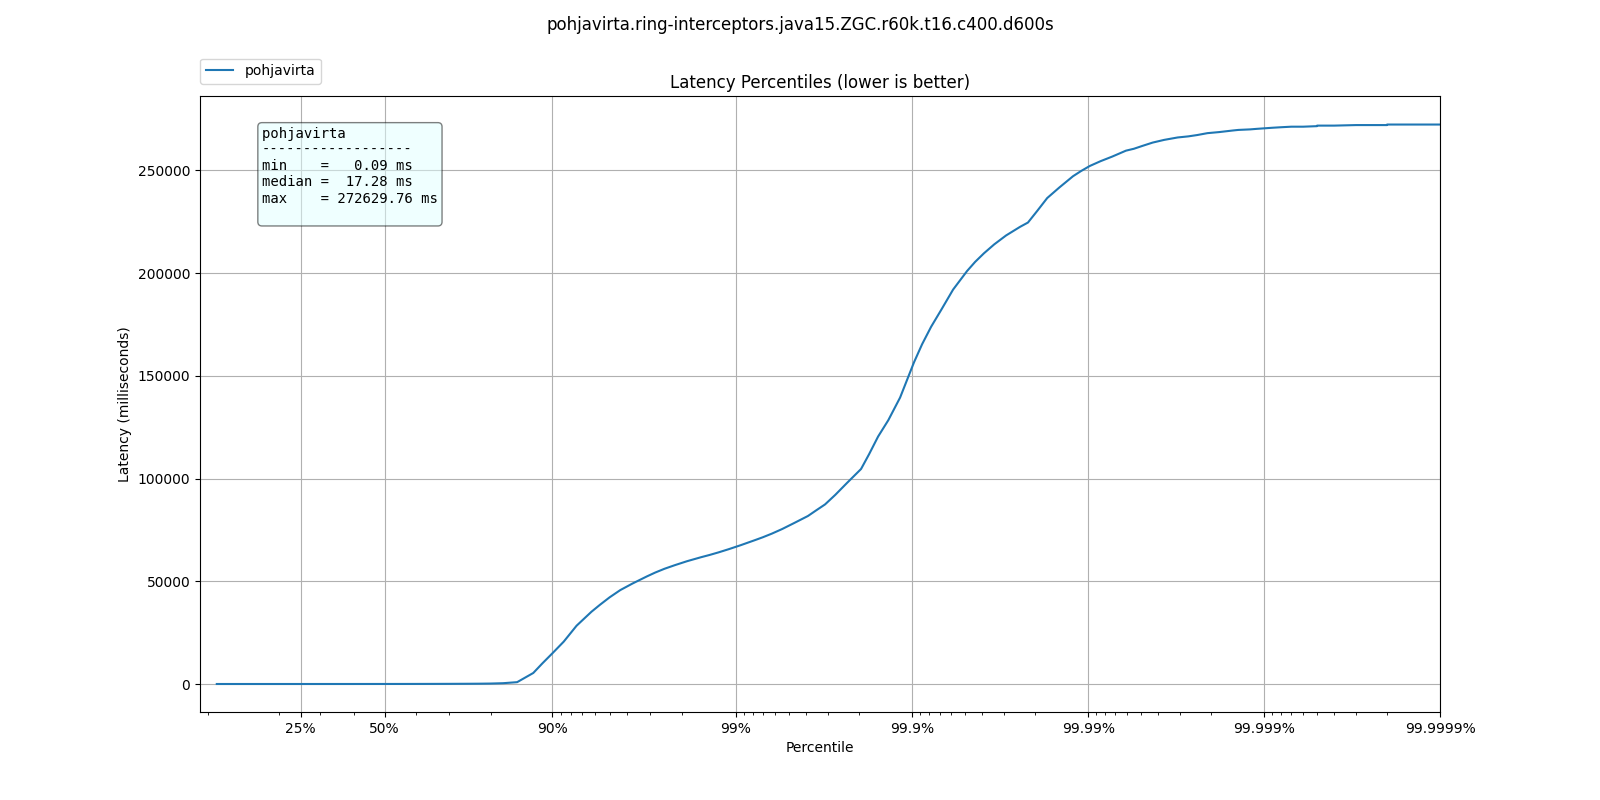 pohjavirta.ring-interceptors.java15.ZGC.r60k.t16.c400.d600s
pohjavirta
Latency Percentiles (lower is better)
pohjavirta
------------------
min    =   0.09 ms
median =  17.28 ms
max    = 272629.76 ms
250000
200000
150000
100000
50000
0
Latency (milliseconds)
25% 50% 90% 99% 99.9% 99.99% 99.999% 99.9999%
Percentile